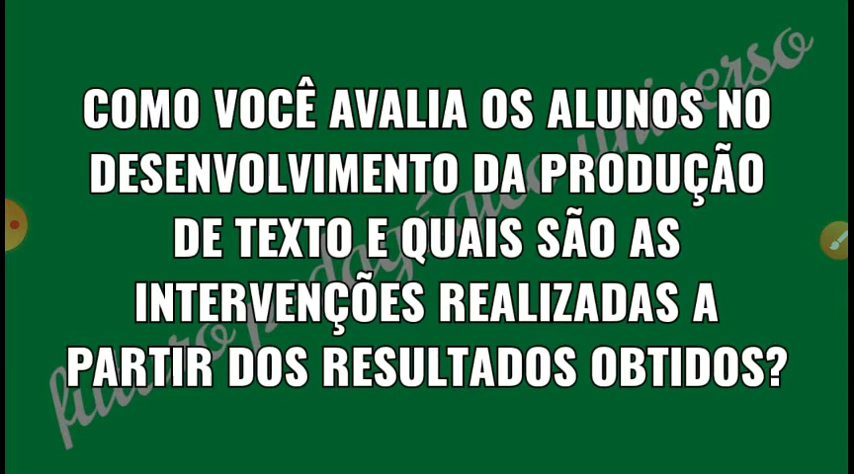 COMO VOCÊ AVALIA OS ALUNOS NO
DESENVOLVIMENTO DA PRODUÇÃO
DE TEXTO E QUAIS SÃO AS
INTERVENÇÕES REALIZADAS A
PARTIR DOS RESULTADOS OBTIDOS?
universo